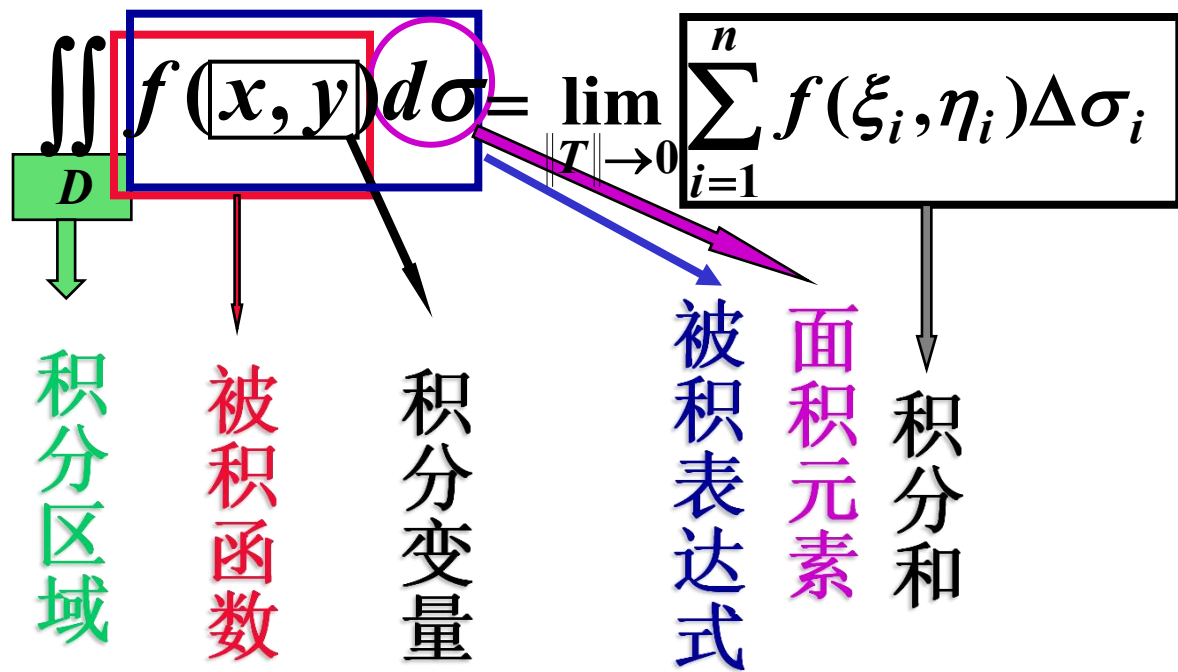 ∬_D f(x, y)dσ = lim_{||T||→0} ∑_{i=1}^{n} f(ξ_i, η_i)Δσ_i
积分区域
被积函数
积分变量
被积表达式
面积元素
积分和